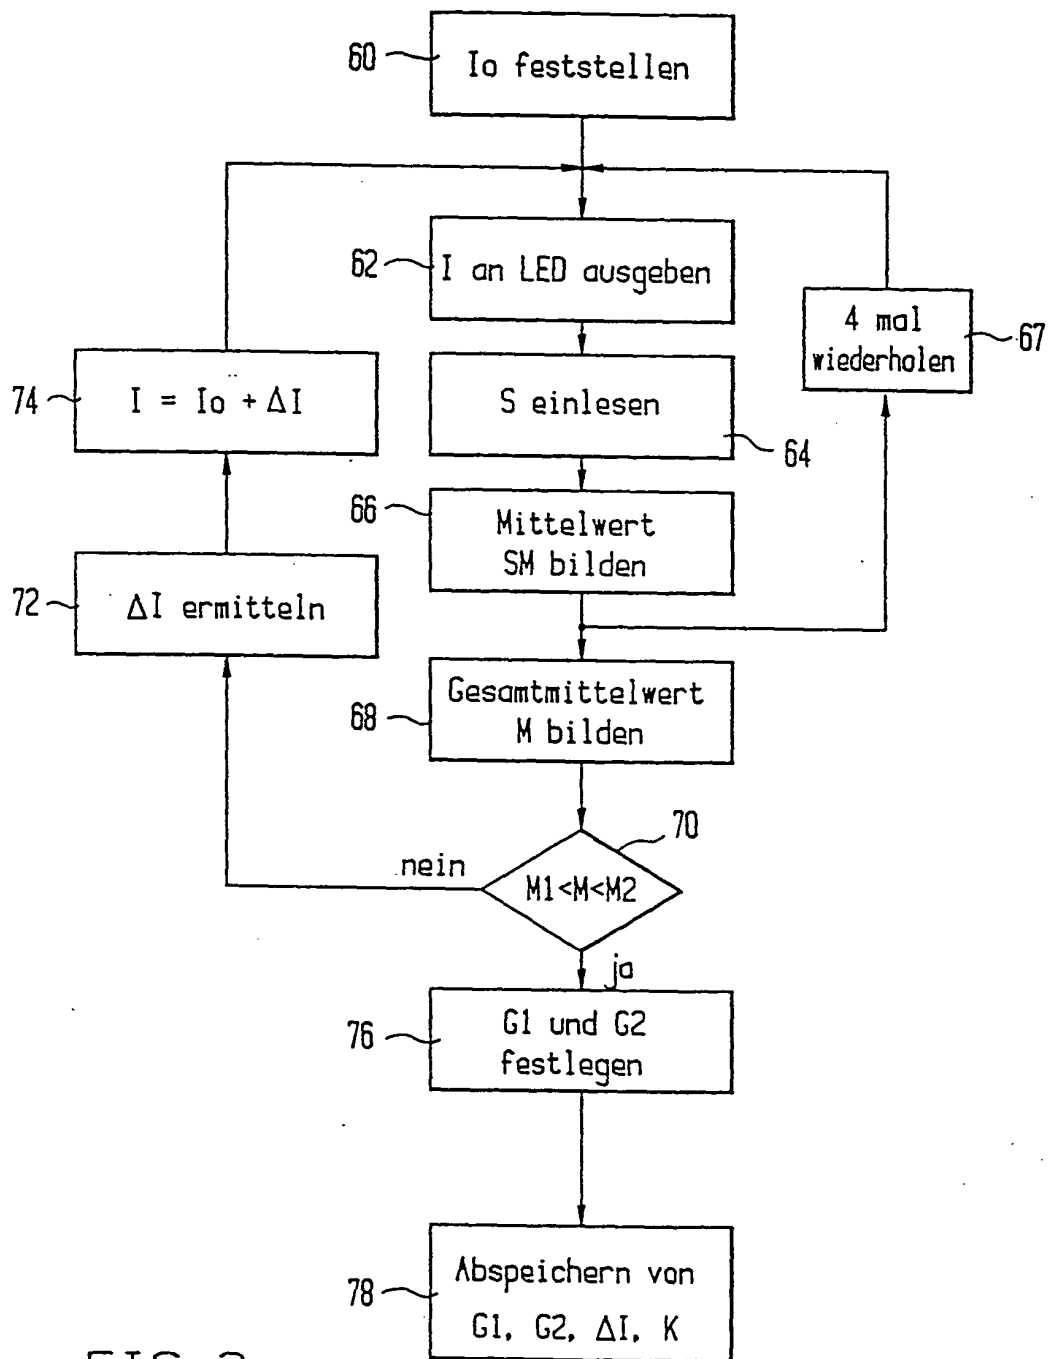 60
Io feststellen
62
I an LED ausgeben
4 mal
wiederholen
67
74
I = Io + ΔI
S einlesen
64
66
Mittelwert
SM bilden
72
ΔI ermitteln
68
Gesamtmittelwert
M bilden
70
nein
M1<M<M2
ja
76
G1 und G2
festlegen
78
Abspeichern von
G1, G2, ΔI, K